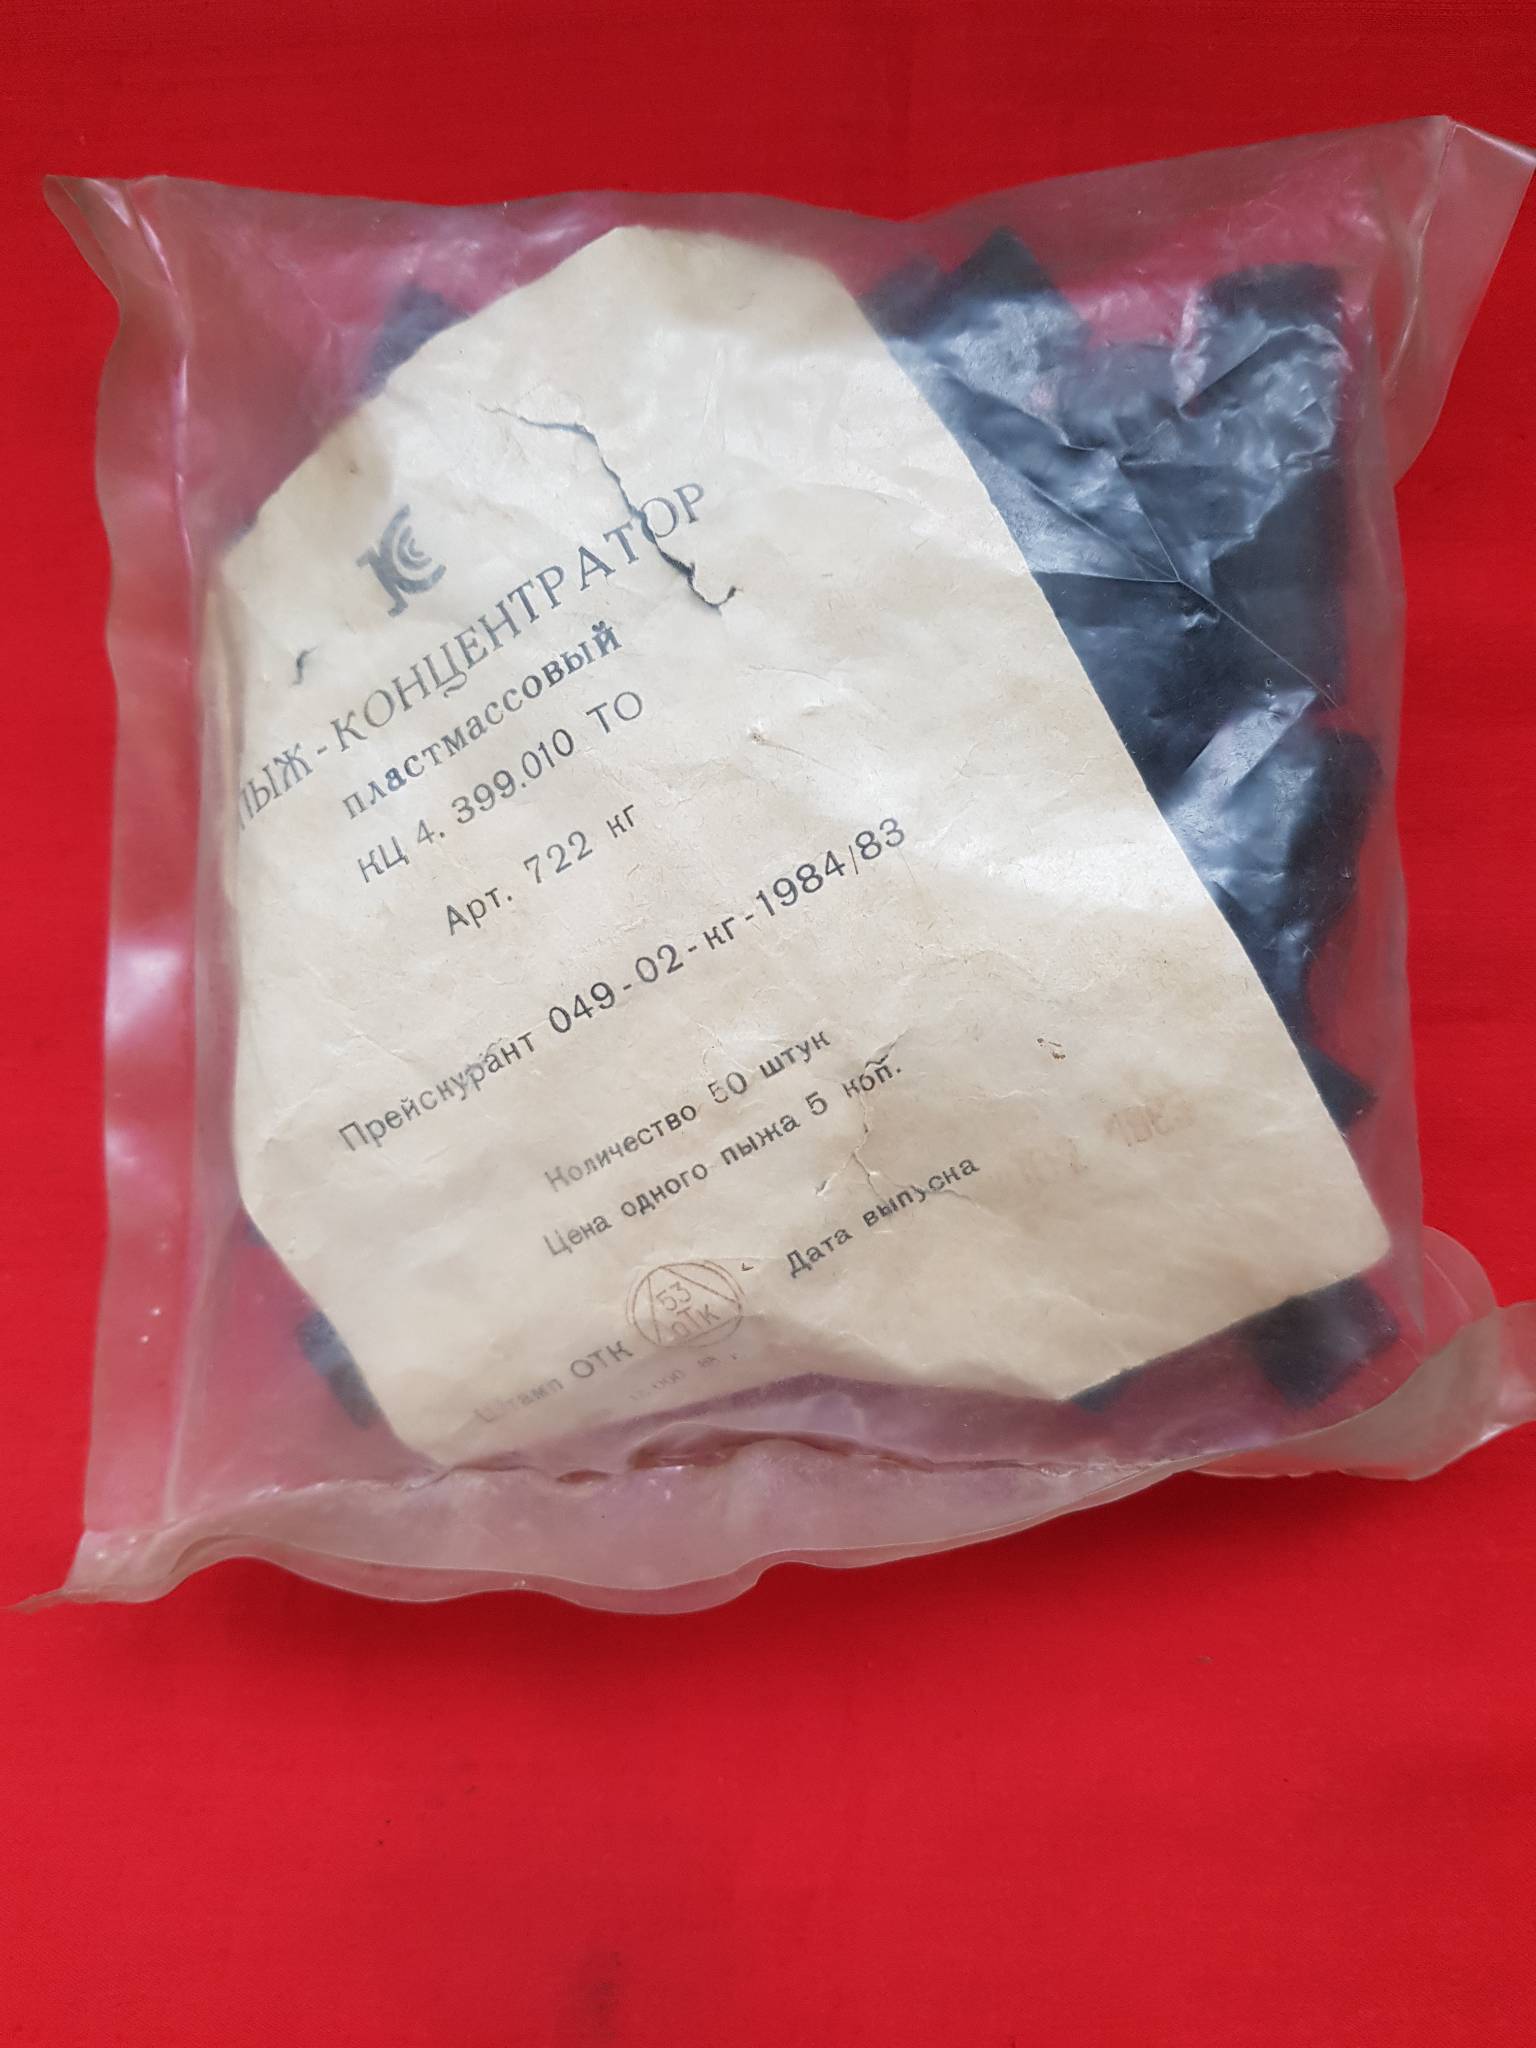 ПЫЖ-КОНЦЕНТРАТОР
пластмассовый
КЦ 4. 399.010 ТО
Арт. 722 кг
Прейскурант 049-02-кг-1984/83
Количество 50 штук
Цена одного пыжа 5 коп.
Дата выпуска
Штамп ОТК
53
ОТК